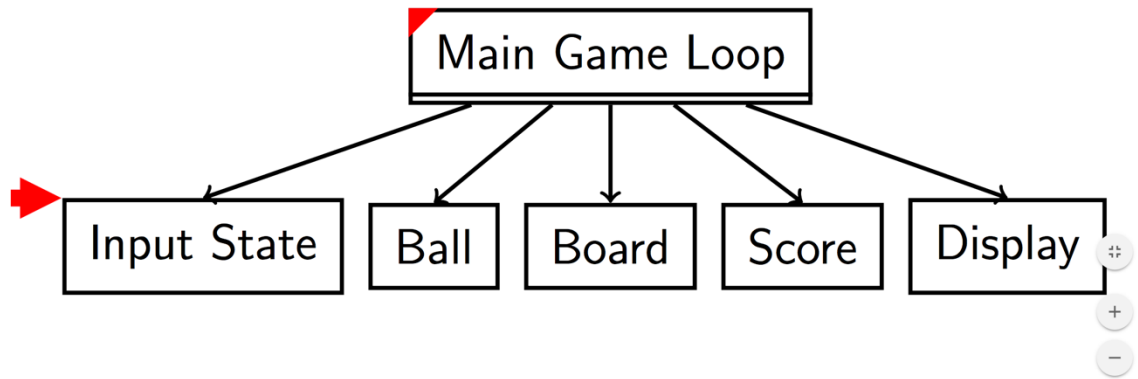 Main Game Loop
Input State
Ball
Board
Score
Display